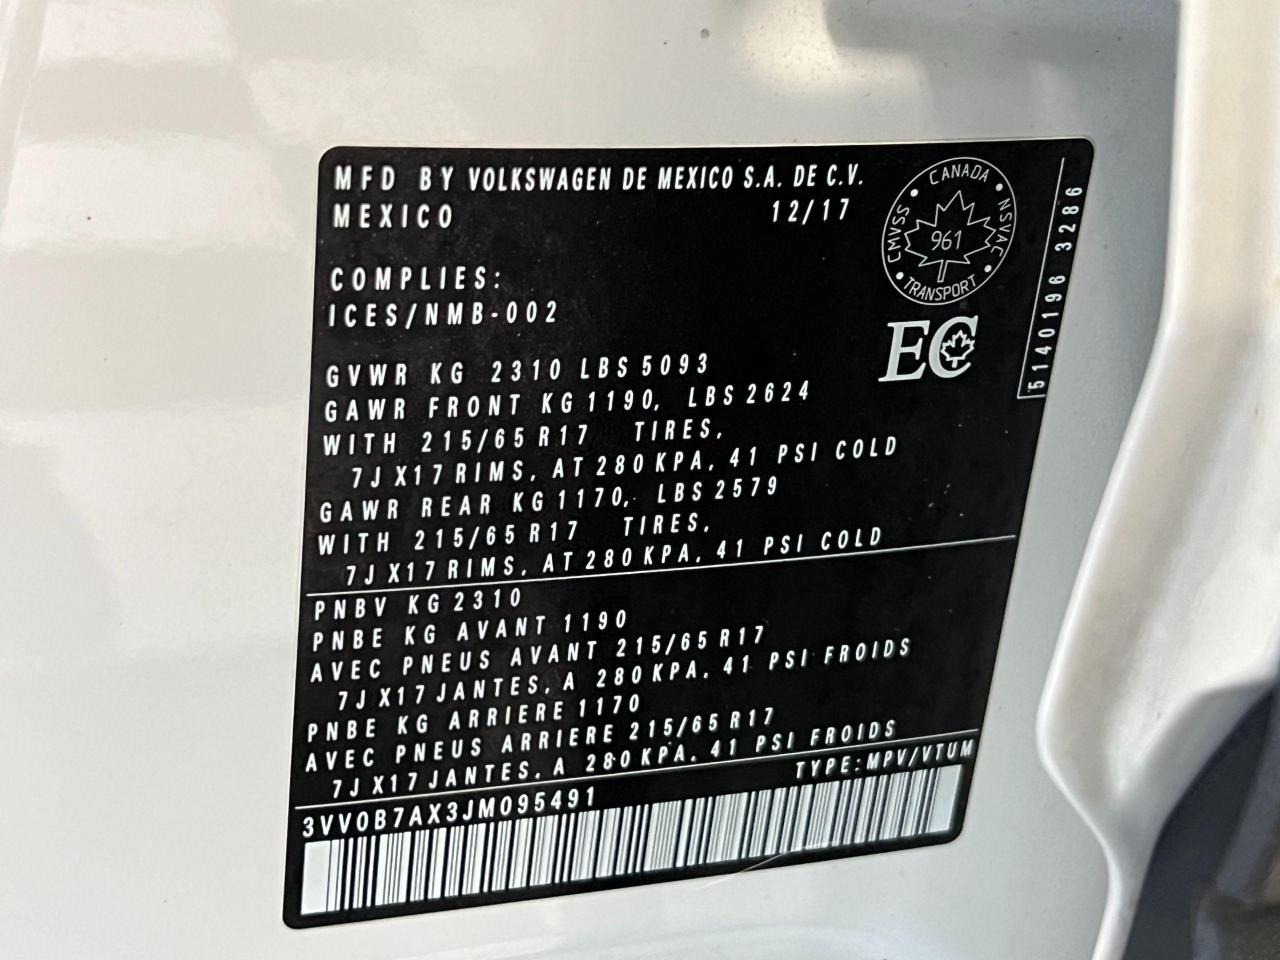 MFD BY VOLKSWAGEN DE MEXICO S.A. DE C.V.
MEXICO 12/17
CANADA
CMVSS
NSVAC
961
TRANSPORT
EC
5140196 3286
COMPLIES:
ICES/NMB-002
GVWR KG 2310 LBS 5093
GAWR FRONT KG 1190, LBS 2624
WITH 215/65 R17 TIRES,
7J X17 RIMS, AT 280 KPA, 41 PSI COLD
GAWR REAR KG 1170, LBS 2579
WITH 215/65 R17 TIRES,
7J X17 RIMS, AT 280 KPA, 41 PSI COLD
PNBV KG 2310
PNBE KG AVANT 1190
AVEC PNEUS AVANT 215/65 R17
7J X17 JANTES, A 280 KPA, 41 PSI FROIDS
PNBE KG ARRIERE 1170
AVEC PNEUS ARRIERE 215/65 R17
7J X17 JANTES, A 280 KPA, 41 PSI FROIDS
TYPE:MPV/VTUM
3VV0B7AX3JM095491